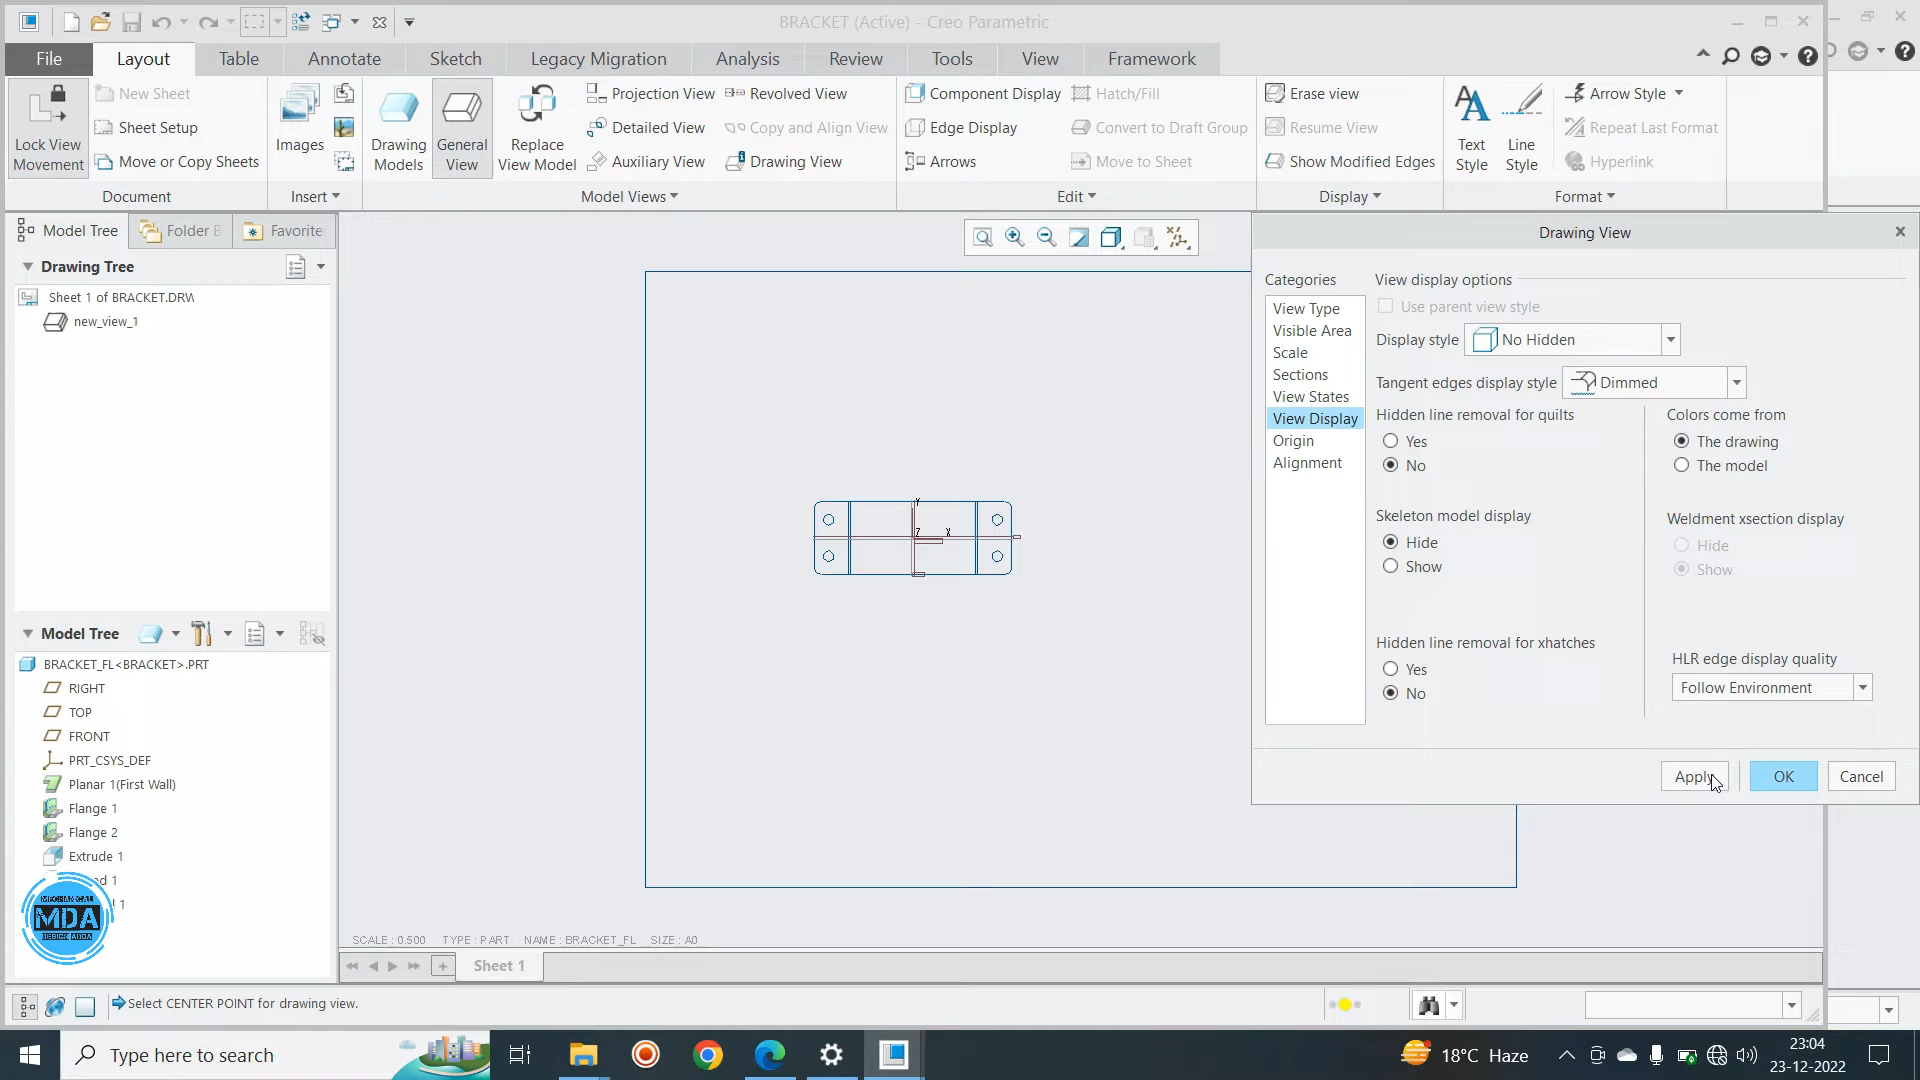 BRACKET (Active) - Creo Parametric
File Layout Table Annotate Sketch Legacy Migration Analysis Review Tools View Framework
Lock View Movement
New Sheet
Sheet Setup
Move or Copy Sheets
Document
Images
Insert
Drawing Models
General View
Replace View Model
Projection View
Detailed View
Auxiliary View
Revolved View
Copy and Align View
Drawing View
Model Views
Component Display
Edge Display
Arrows
Hatch/Fill
Convert to Draft Group
Move to Sheet
Edit
Erase view
Resume View
Show Modified Edges
Display
Text Style
Line Style
Arrow Style
Repeat Last Format
Hyperlink
Format
Model Tree Folder B Favorite
Drawing Tree
Sheet 1 of BRACKET.DRW
new_view_1
Model Tree
BRACKET_FL<BRACKET>.PRT
RIGHT
TOP
FRONT
PRT_CSYS_DEF
Planar 1(First Wall)
Flange 1
Flange 2
Extrude 1
MECHANICAL
MDA
DESIGN ADDA
Y
Z X
Drawing View
Categories
View Type
Visible Area
Scale
Sections
View States
View Display
Origin
Alignment
View display options
Use parent view style
Display style No Hidden
Tangent edges display style Dimmed
Hidden line removal for quilts
Yes
No
Colors come from
The drawing
The model
Skeleton model display
Hide
Show
Weldment xsection display
Hide
Show
Hidden line removal for xhatches
Yes
No
HLR edge display quality
Follow Environment
Apply OK Cancel
SCALE : 0.500 TYPE : PART NAME : BRACKET_FL SIZE : A0
Sheet 1
Select CENTER POINT for drawing view.
Type here to search
18°C Haze
23:04
23-12-2022